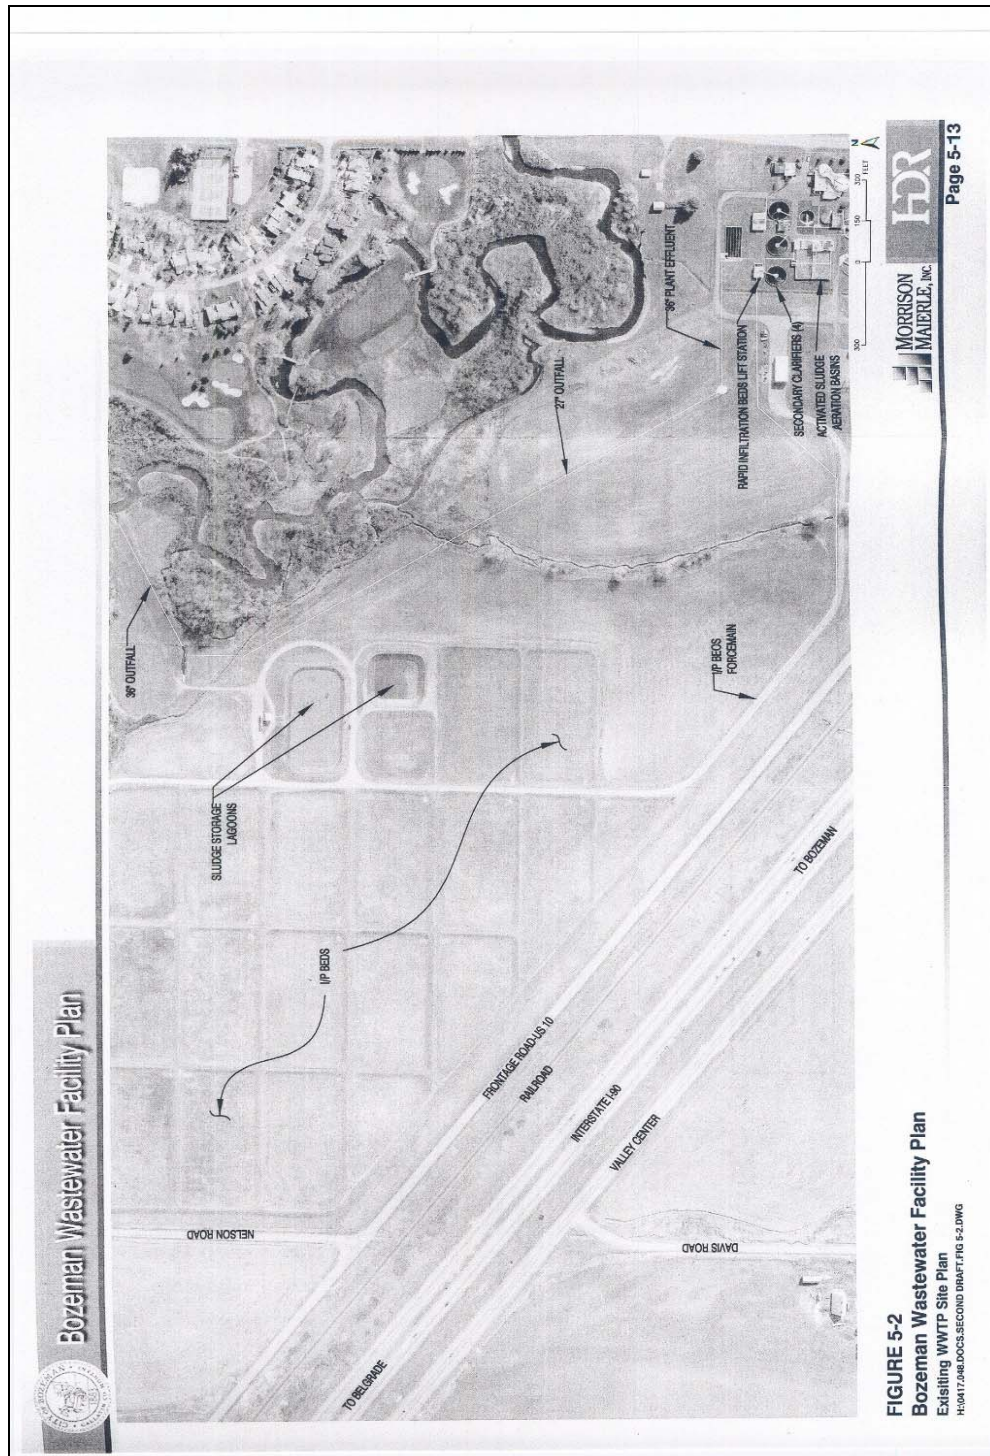 Bozeman Wastewater Facility Plan
36" OUTFALL
SLUDGE STORAGE
LAGOONS
27" OUTFALL
36" PLANT EFFLUENT
I/P BEDS
RAPID INFILTRATION BEDS LIFT STATION
SECONDARY CLARIFIERS (4)
ACTIVATED SLUDGE
AERATION BASINS
I/P BEDS
FORCEMAIN
NELSON ROAD
FRONTAGE ROAD-US 10
RAILROAD
INTERSTATE I-90
VALLEY CENTER
TO BOZEMAN
TO BELGRADE
DAVIS ROAD
N
300 0 150 300
FEET
FIGURE 5-2
Bozeman Wastewater Facility Plan
Exisiting WWTP Site Plan
H:\0417.048.DOCS.SECOND DRAFT.FIG 5-2.DWG
MORRISON
MAIERLE, INC.
HDR
Page 5-13